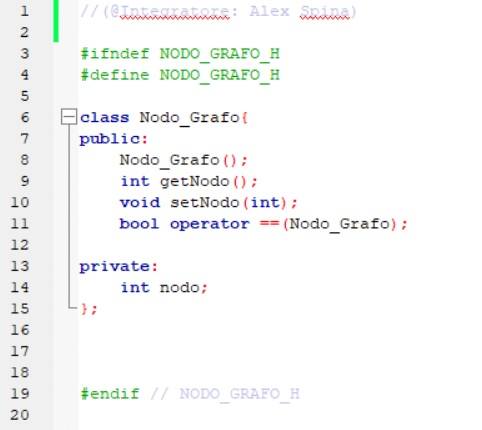 1 //(@Integratore: Alex Spina)
2
3 #ifndef NODO_GRAFO_H
4 #define NODO_GRAFO_H
5
6 class Nodo_Grafo{
7 public:
8 Nodo_Grafo();
9 int getNodo();
10 void setNodo(int);
11 bool operator ==(Nodo_Grafo);
12
13 private:
14 int nodo;
15 };
16
17
18
19 #endif // NODO_GRAFO_H
20